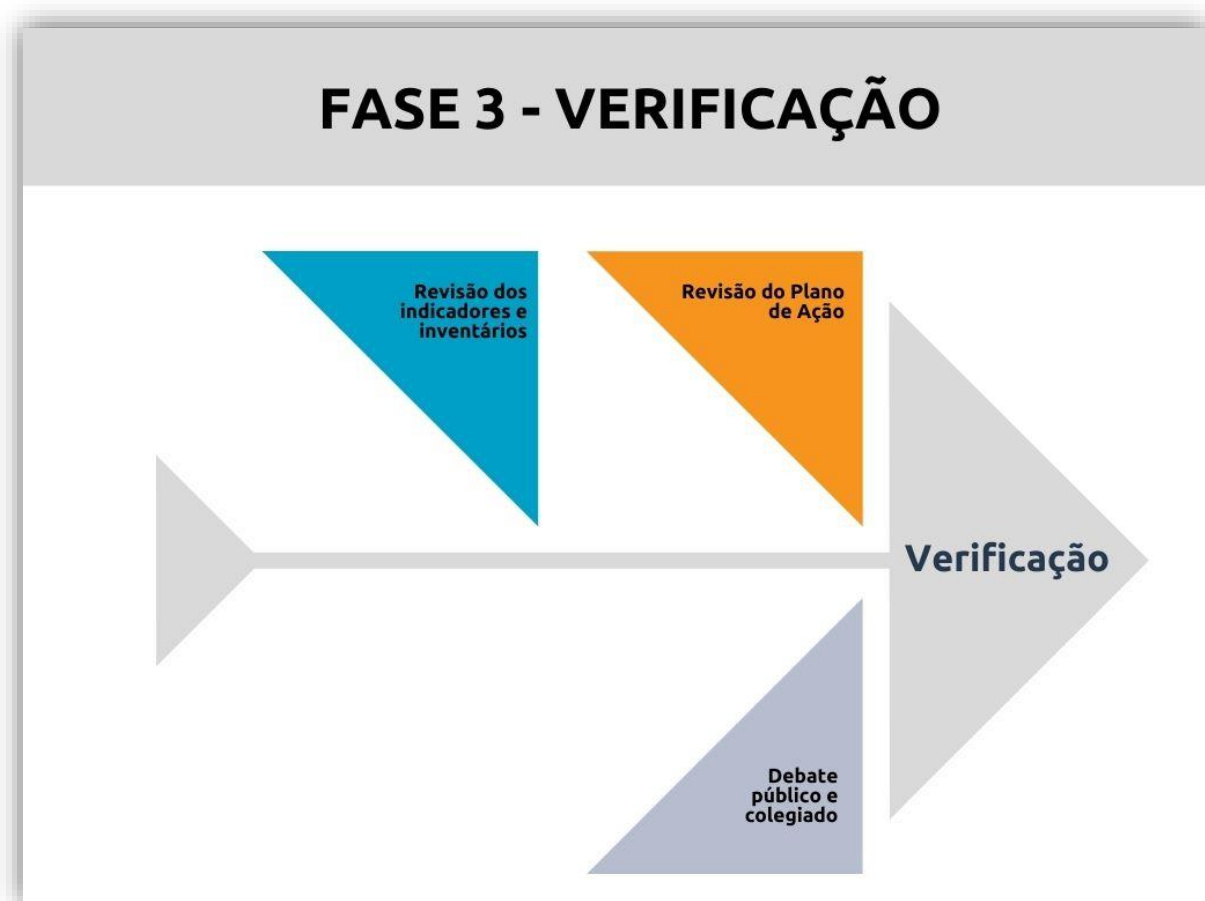 FASE 3 - VERIFICAÇÃO
Revisão dos
indicadores e
inventários
Revisão do Plano
de Ação
Verificação
Debate
público e
colegiado